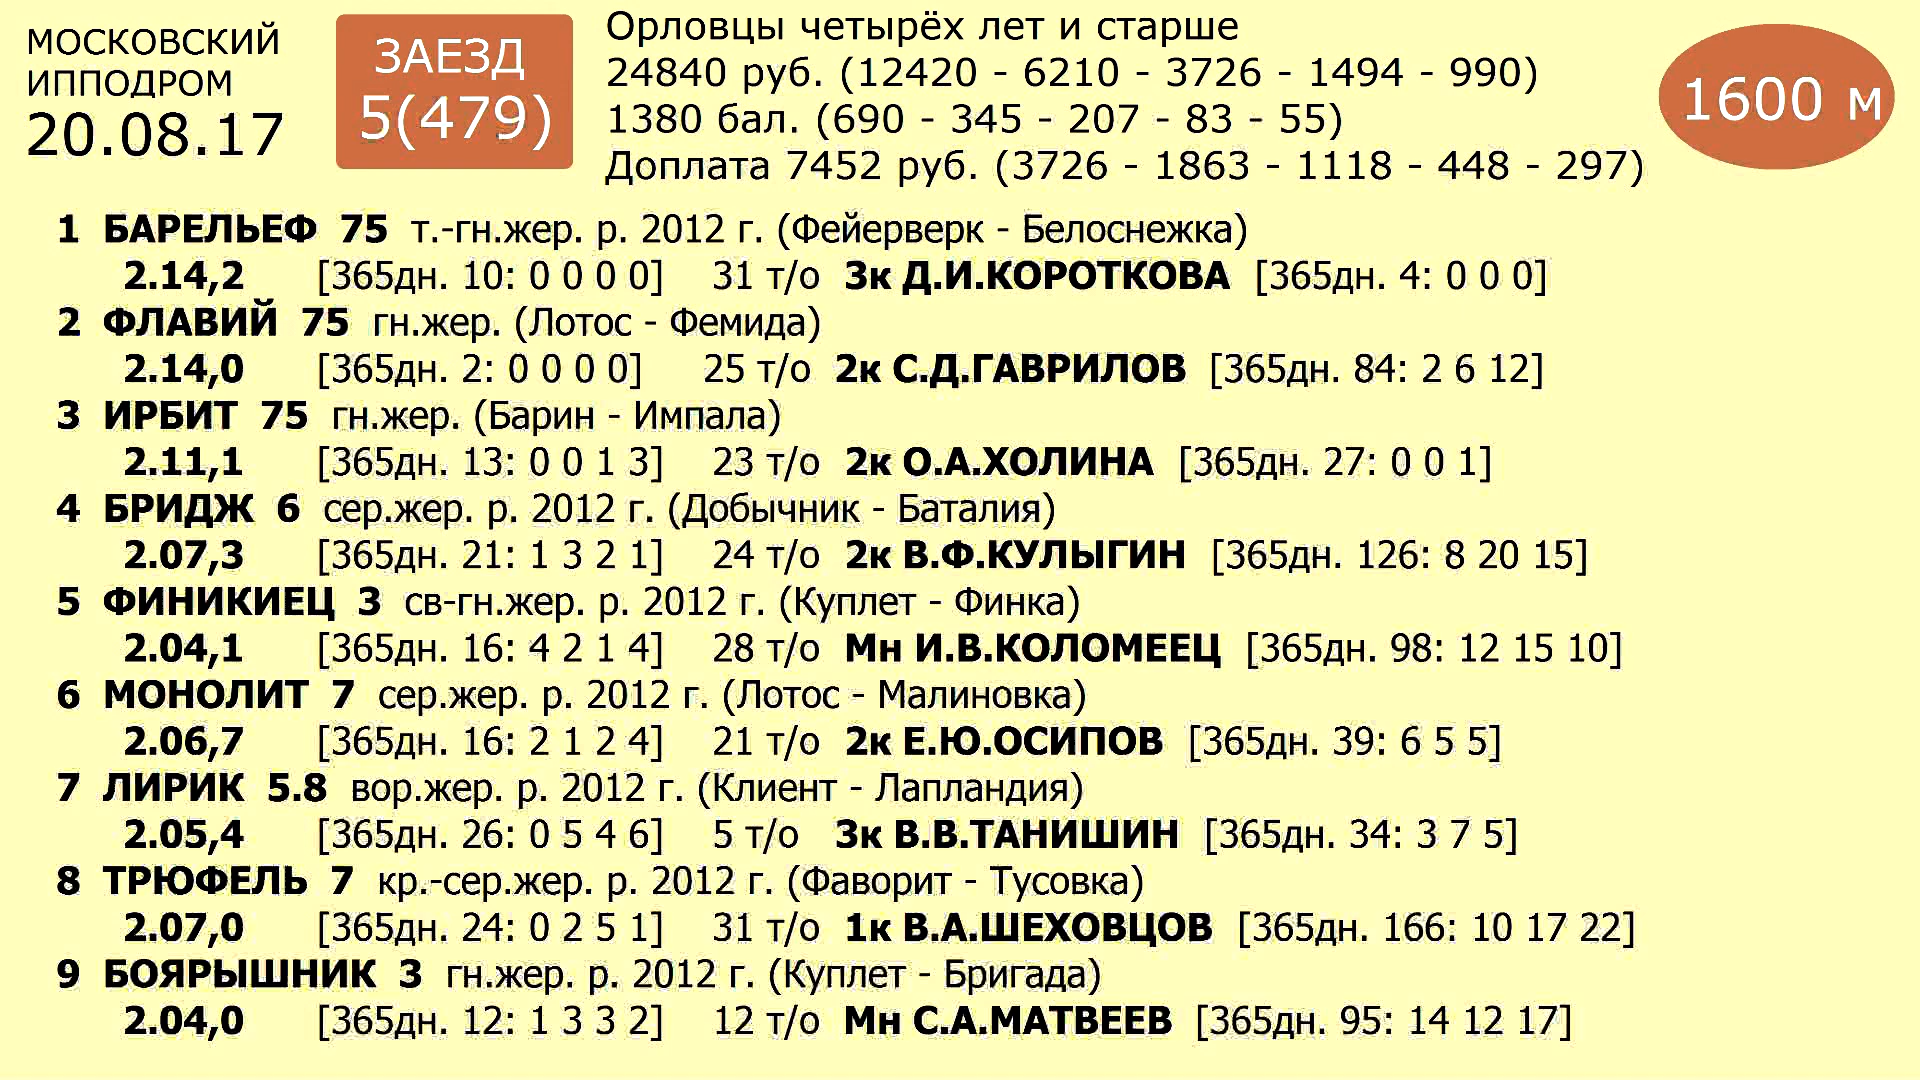 МОСКОВСКИЙ
ИППОДРОМ
20.08.17
ЗАЕЗД
5(479)
Орловцы четырёх лет и старше
24840 руб. (12420 - 6210 - 3726 - 1494 - 990)
1380 бал. (690 - 345 - 207 - 83 - 55)
Доплата 7452 руб. (3726 - 1863 - 1118 - 448 - 297)
1600 м
1 БАРЕЛЬЕФ 75 т.-гн.жер. р. 2012 г. (Фейерверк - Белоснежка)
2.14,2 [365дн. 10: 0 0 0 0] 31 т/о 3к Д.И.КОРОТКОВА [365дн. 4: 0 0 0]
2 ФЛАВИЙ 75 гн.жер. (Лотос - Фемида)
2.14,0 [365дн. 2: 0 0 0 0] 25 т/о 2к С.Д.ГАВРИЛОВ [365дн. 84: 2 6 12]
3 ИРБИТ 75 гн.жер. (Барин - Импала)
2.11,1 [365дн. 13: 0 0 1 3] 23 т/о 2к О.А.ХОЛИНА [365дн. 27: 0 0 1]
4 БРИДЖ 6 сер.жер. р. 2012 г. (Добычник - Баталия)
2.07,3 [365дн. 21: 1 3 2 1] 24 т/о 2к В.Ф.КУЛЫГИН [365дн. 126: 8 20 15]
5 ФИНИКИЕЦ 3 св-гн.жер. р. 2012 г. (Куплет - Финка)
2.04,1 [365дн. 16: 4 2 1 4] 28 т/о Мн И.В.КОЛОМЕЕЦ [365дн. 98: 12 15 10]
6 МОНОЛИТ 7 сер.жер. р. 2012 г. (Лотос - Малиновка)
2.06,7 [365дн. 16: 2 1 2 4] 21 т/о 2к Е.Ю.ОСИПОВ [365дн. 39: 6 5 5]
7 ЛИРИК 5.8 вор.жер. р. 2012 г. (Клиент - Лапландия)
2.05,4 [365дн. 26: 0 5 4 6] 5 т/о 3к В.В.ТАНИШИН [365дн. 34: 3 7 5]
8 ТРЮФЕЛЬ 7 кр.-сер.жер. р. 2012 г. (Фаворит - Тусовка)
2.07,0 [365дн. 24: 0 2 5 1] 31 т/о 1к В.А.ШЕХОВЦОВ [365дн. 166: 10 17 22]
9 БОЯРЫШНИК 3 гн.жер. р. 2012 г. (Куплет - Бригада)
2.04,0 [365дн. 12: 1 3 3 2] 12 т/о Мн С.А.МАТВЕЕВ [365дн. 95: 14 12 17]